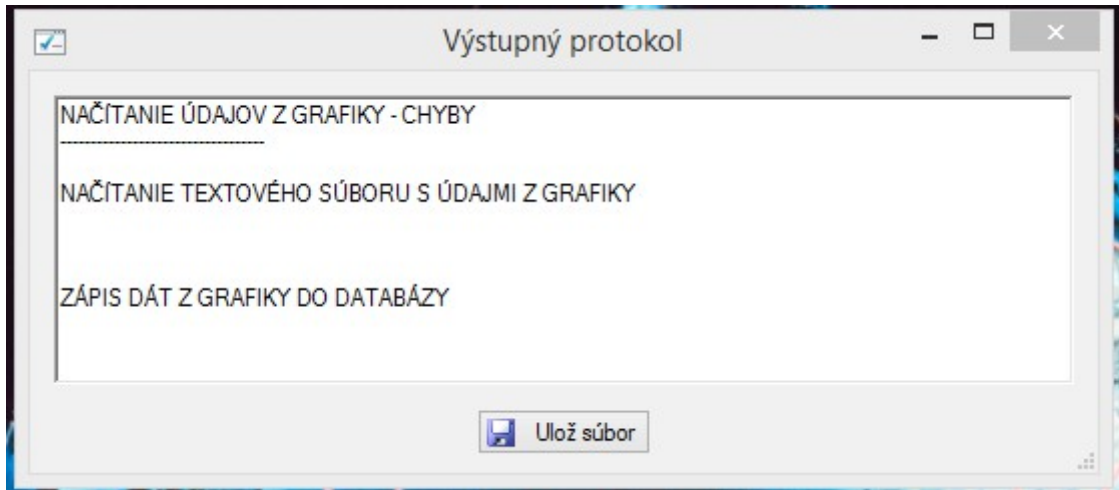 Výstupný protokol
NAČÍTANIE ÚDAJOV Z GRAFIKY - CHYBY
----------------------------------
NAČÍTANIE TEXTOVÉHO SÚBORU S ÚDAJMI Z GRAFIKY
ZÁPIS DÁT Z GRAFIKY DO DATABÁZY
Ulož súbor